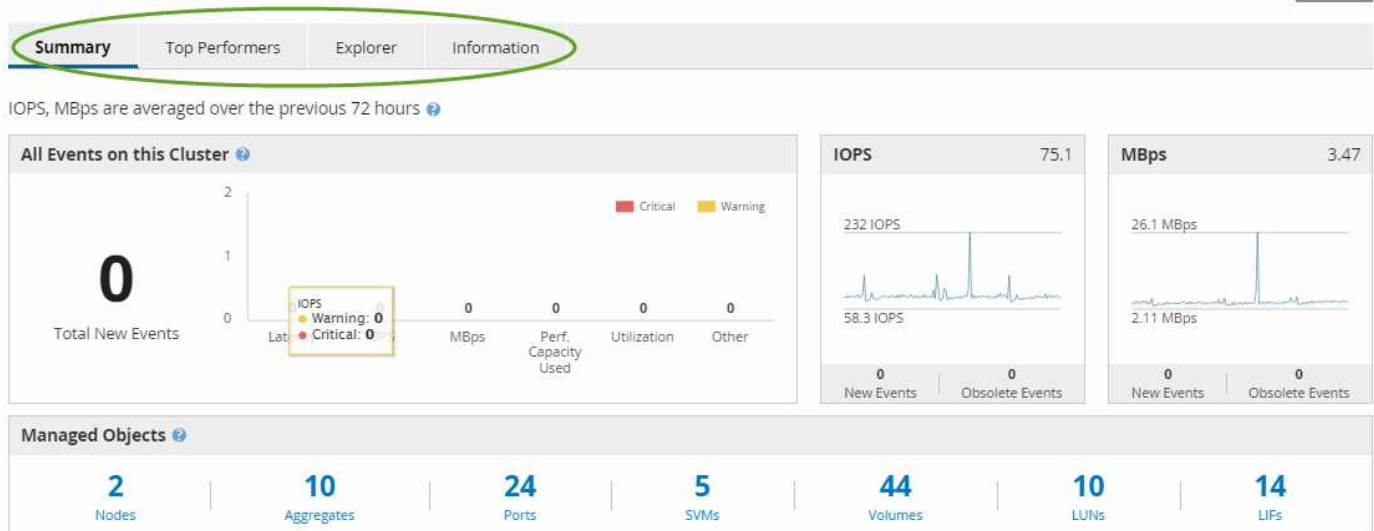 Summary Top Performers Explorer Information
IOPS, MBps are averaged over the previous 72 hours
All Events on this Cluster
0
Total New Events
2
1
0
Critical Warning
IOPS
Warning: 0
Critical: 0
0 0 0 0
MBps Perf. Capacity Used Utilization Other
IOPS 75.1
232 IOPS
58.3 IOPS
0 0
New Events Obsolete Events
MBps 3.47
26.1 MBps
2.11 MBps
0 0
New Events Obsolete Events
Managed Objects
2 10 24 5 44 10 14
Nodes Aggregates Ports SVMs Volumes LUNs LIFs